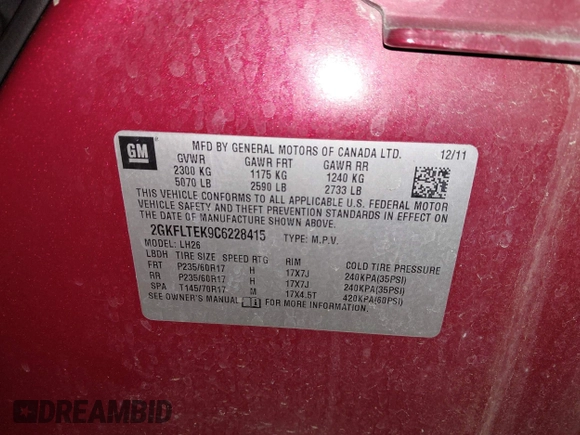 GM
MFD BY GENERAL MOTORS OF CANADA LTD. 12/11
GVWR GAWR FRT GAWR RR
2300 KG 1175 KG 1240 KG
5070 LB 2590 LB 2733 LB
THIS VEHICLE CONFORMS TO ALL APPLICABLE U.S. FEDERAL MOTOR
VEHICLE SAFETY AND THEFT PREVENTION STANDARDS IN EFFECT ON
THE DATE OF MANUFACTURE SHOWN ABOVE.
2GKFLTEK9C6228415 TYPE: M.P.V.
MODEL: LH26
LBDH TIRE SIZE SPEED RTG RIM COLD TIRE PRESSURE
FRT P235/60R17 H 17X7J 240KPA(35PSI)
RR P235/60R17 H 17X7J 240KPA(35PSI)
SPA T145/70R17 M 17X4.5T 420KPA(60PSI)
SEE OWNER'S MANUAL i FOR MORE INFORMATION.
DREAMBID